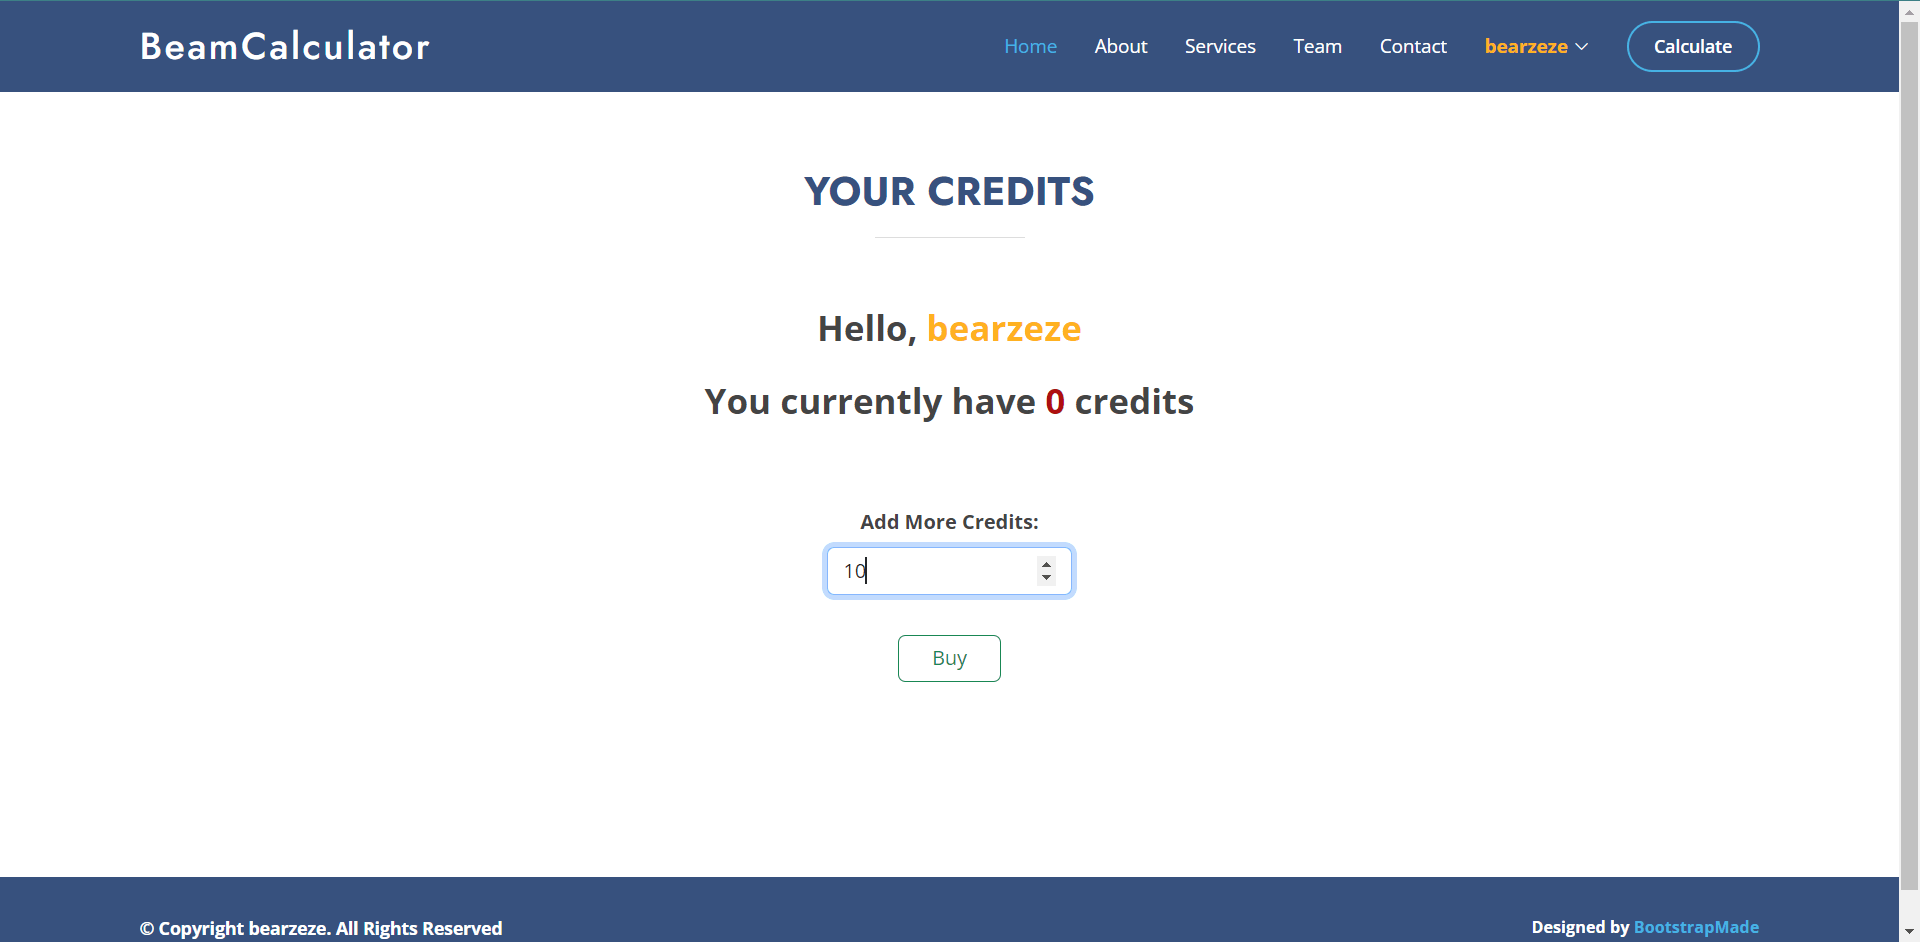 BeamCalculator
Home About Services Team Contact bearzeze Calculate
YOUR CREDITS
Hello, bearzeze
You currently have 0 credits
Add More Credits:
10
Buy
© Copyright bearzeze. All Rights Reserved
Designed by BootstrapMade